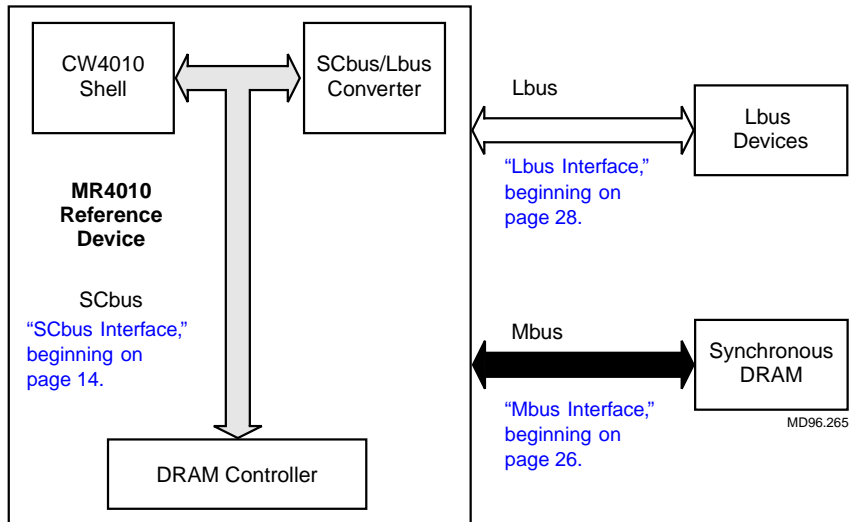 CW4010
Shell
SCbus/Lbus
Converter
Lbus
Lbus
Devices
“Lbus Interface,”
beginning on
page 28.
MR4010
Reference
Device
SCbus
“SCbus Interface,”
beginning on
page 14.
Mbus
Synchronous
DRAM
MD96.265
“Mbus Interface,”
beginning on
page 26.
DRAM Controller